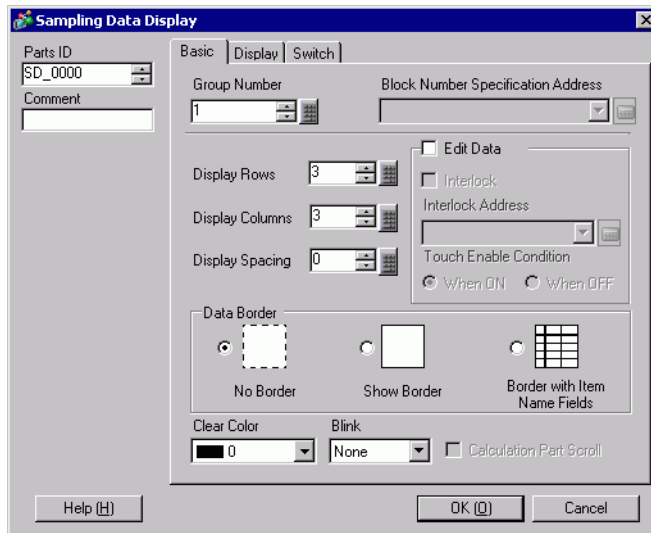 Sampling Data Display
Parts ID
SD_0000
Comment
Basic Display Switch
Group Number
1
Block Number Specification Address
Display Rows 3
Display Columns 3
Display Spacing 0
Edit Data
Interlock
Interlock Address
Touch Enable Condition
When ON When OFF
Data Border
No Border
Show Border
Border with Item
Name Fields
Clear Color
0
Blink
None
Calculation Part Scroll
Help (H)
OK (O)
Cancel